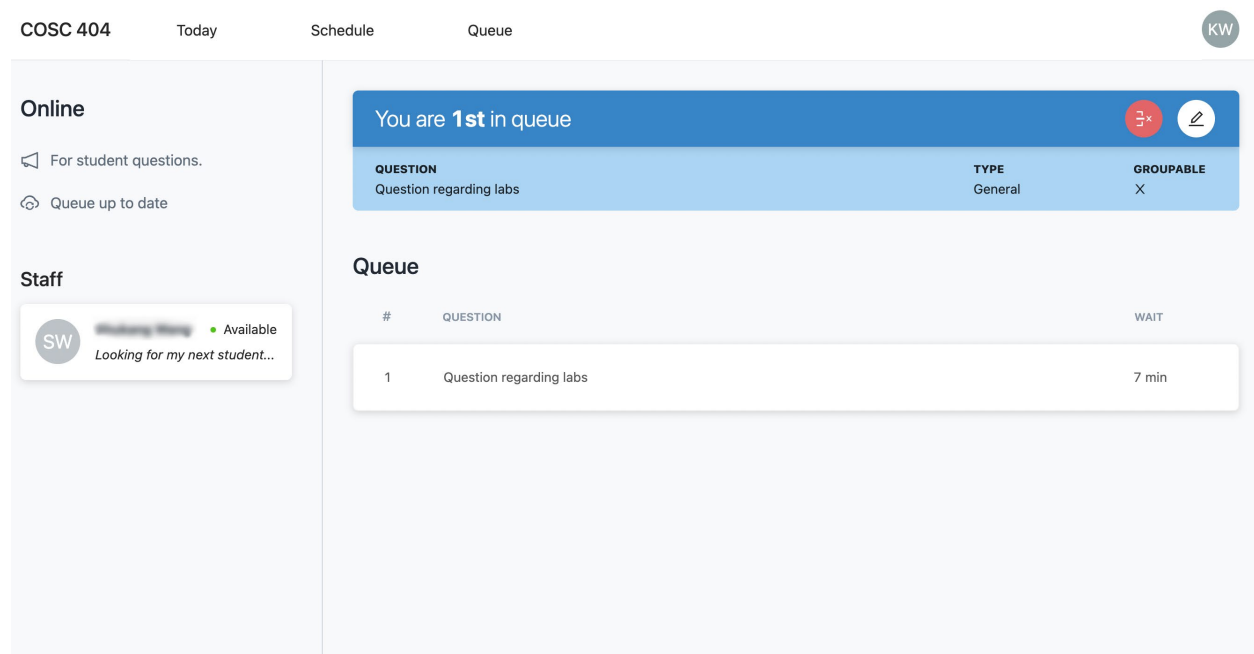 COSC 404 Today Schedule Queue KW
Online
For student questions.
Queue up to date
Staff
SW Available
Looking for my next student...
You are 1st in queue
QUESTION TYPE GROUPABLE
Question regarding labs General X
Queue
# QUESTION WAIT
1 Question regarding labs 7 min